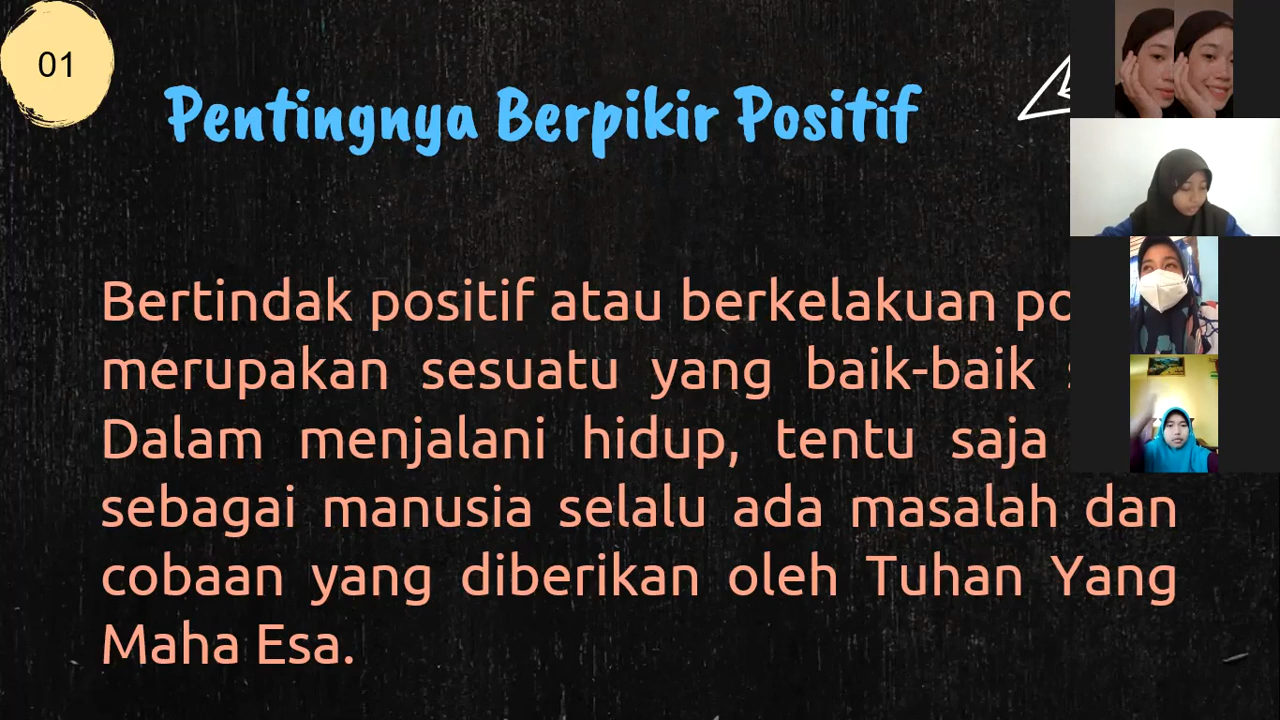 01
Pentingnya Berpikir Positif
Bertindak positif atau berkelakuan
merupakan sesuatu yang baik-baik
Dalam menjalani hidup, tentu saja
sebagai manusia selalu ada masalah dan
cobaan yang diberikan oleh Tuhan Yang
Maha Esa.